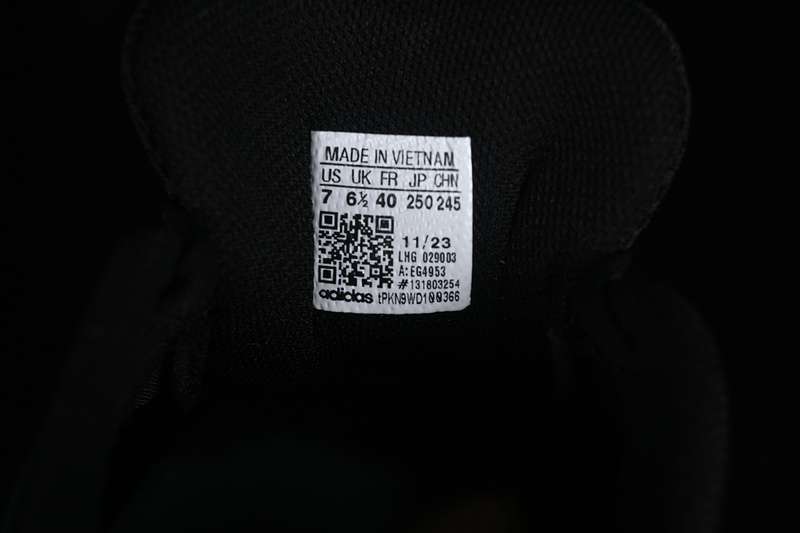 MADE IN VIETNAM
US UK FR JP CHN
7 6½ 40 250 245
11/23
LHG 029003
A:EG4953
#131803254
adidas tPKN9WD100366